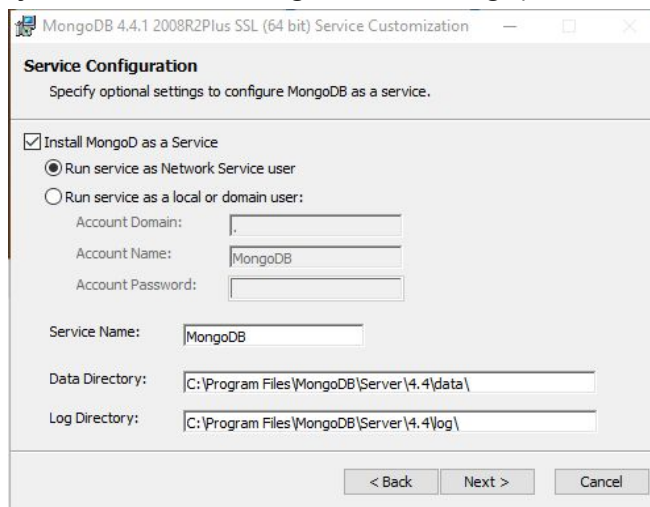 MongoDB 4.4.1 2008R2Plus SSL (64 bit) Service Customization
Service Configuration
Specify optional settings to configure MongoDB as a service.
Install MongoD as a Service
Run service as Network Service user
Run service as a local or domain user:
Account Domain: .
Account Name: MongoDB
Account Password:
Service Name: MongoDB
Data Directory: C:\Program Files\MongoDB\Server\4.4\data\
Log Directory: C:\Program Files\MongoDB\Server\4.4\log\
< Back Next > Cancel